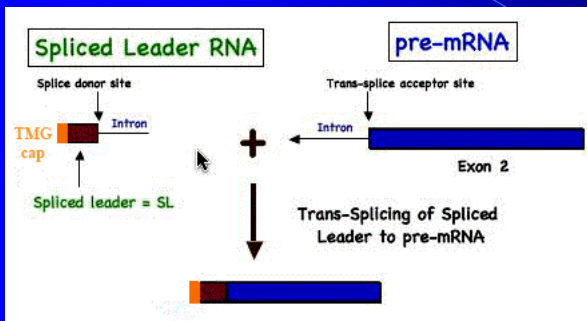 Spliced Leader RNA
pre-mRNA
Splice donor site
Trans-splice acceptor site
TMG
cap
Intron
+
Intron
Exon 2
Spliced leader = SL
Trans-Splicing of Spliced
Leader to pre-mRNA